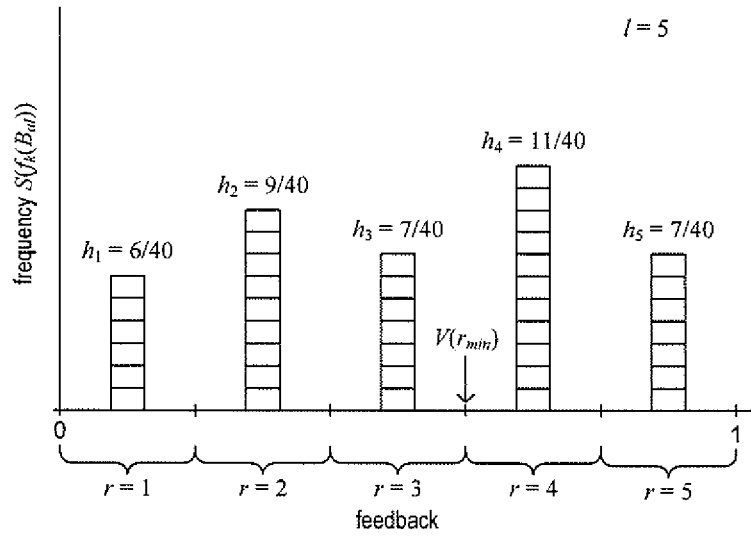 l = 5
h₄ = 11/40
h₂ = 9/40
h₃ = 7/40
h₅ = 7/40
h₁ = 6/40
V(rₘᵢₙ)
frequency S(fₖ(Bₐₗ))
0
1
r = 1
r = 2
r = 3
r = 4
r = 5
feedback